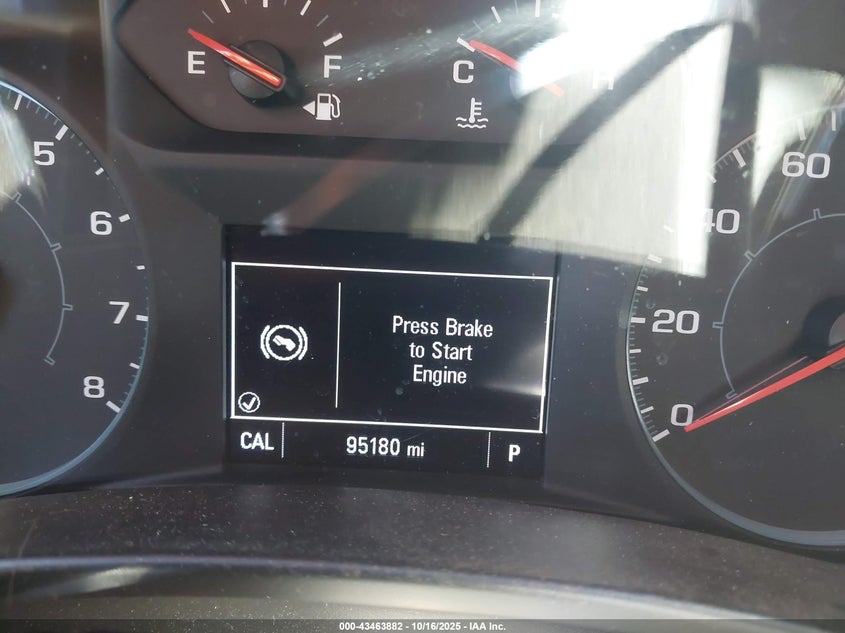 E F
C H
5
6
7
8
60
40
20
0
Press Brake
to Start
Engine
CAL 95180 mi P
000-43463882 - 10/16/2025 - IAA Inc.